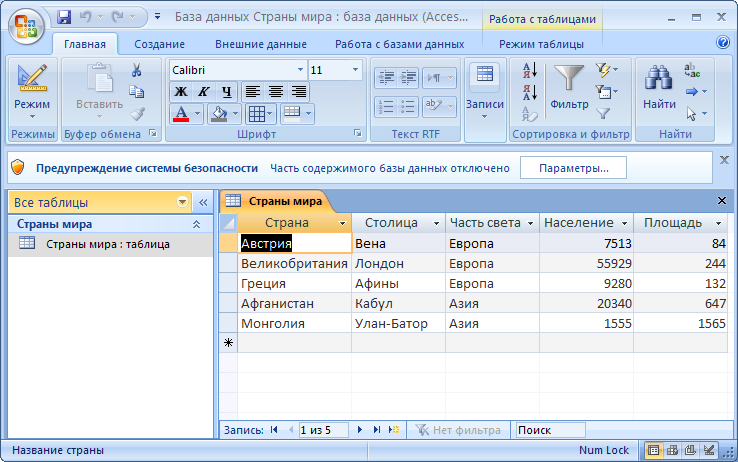 База данных Страны мира : база данных (Acces... Работа с таблицами
Главная Создание Внешние данные Работа с базами данных Режим таблицы
Режим
Режимы
Вставить
Буфер обмена
Calibri 11
Ж К Ч
А
Шрифт
Текст RTF
Записи
А
Я
Я
А
Фильтр
Сортировка и фильтр
Найти
ab
ac
Найти
Предупреждение системы безопасности Часть содержимого базы данных отключено Параметры...
Все таблицы «
Страны мира
Страны мира : таблица
Страны мира
Страна Столица Часть света Население Площадь
Австрия Вена Европа 7513 84
Великобритания Лондон Европа 55929 244
Греция Афины Европа 9280 132
Афганистан Кабул Азия 20340 647
Монголия Улан-Батор Азия 1555 1565
Запись: 1 из 5 Нет фильтра Поиск
Название страны Num Lock